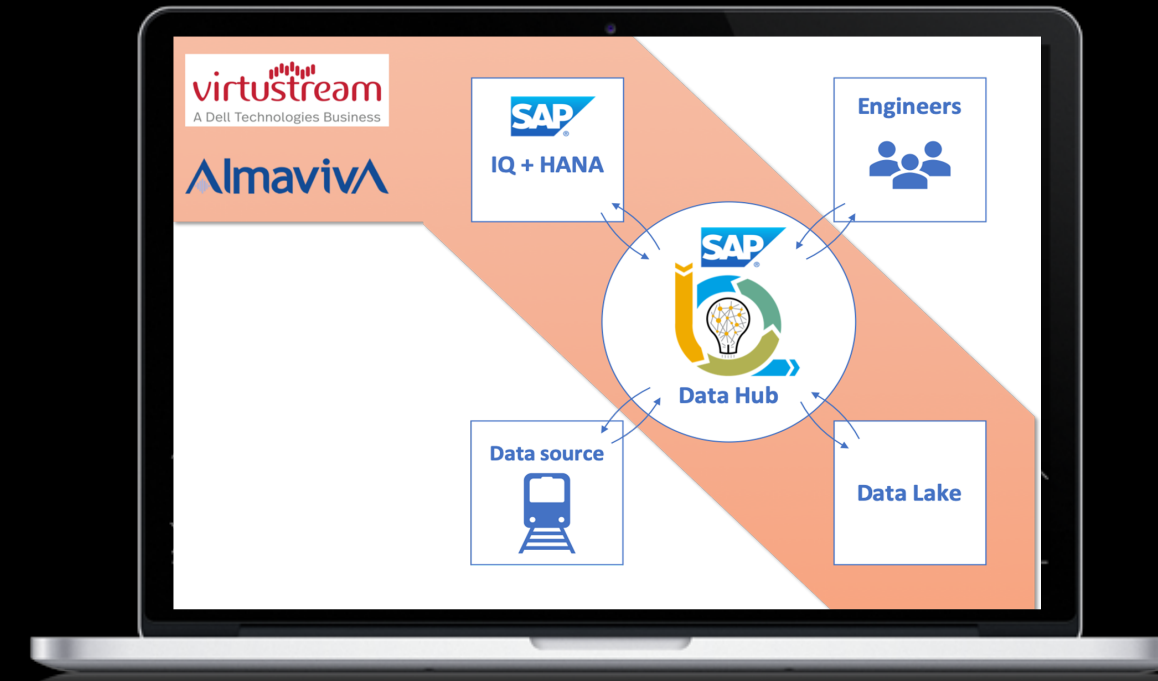 virtustream
A Dell Technologies Business
AlmavivA
SAP®
IQ + HANA
Engineers
SAP®
Data Hub
Data source
Data Lake